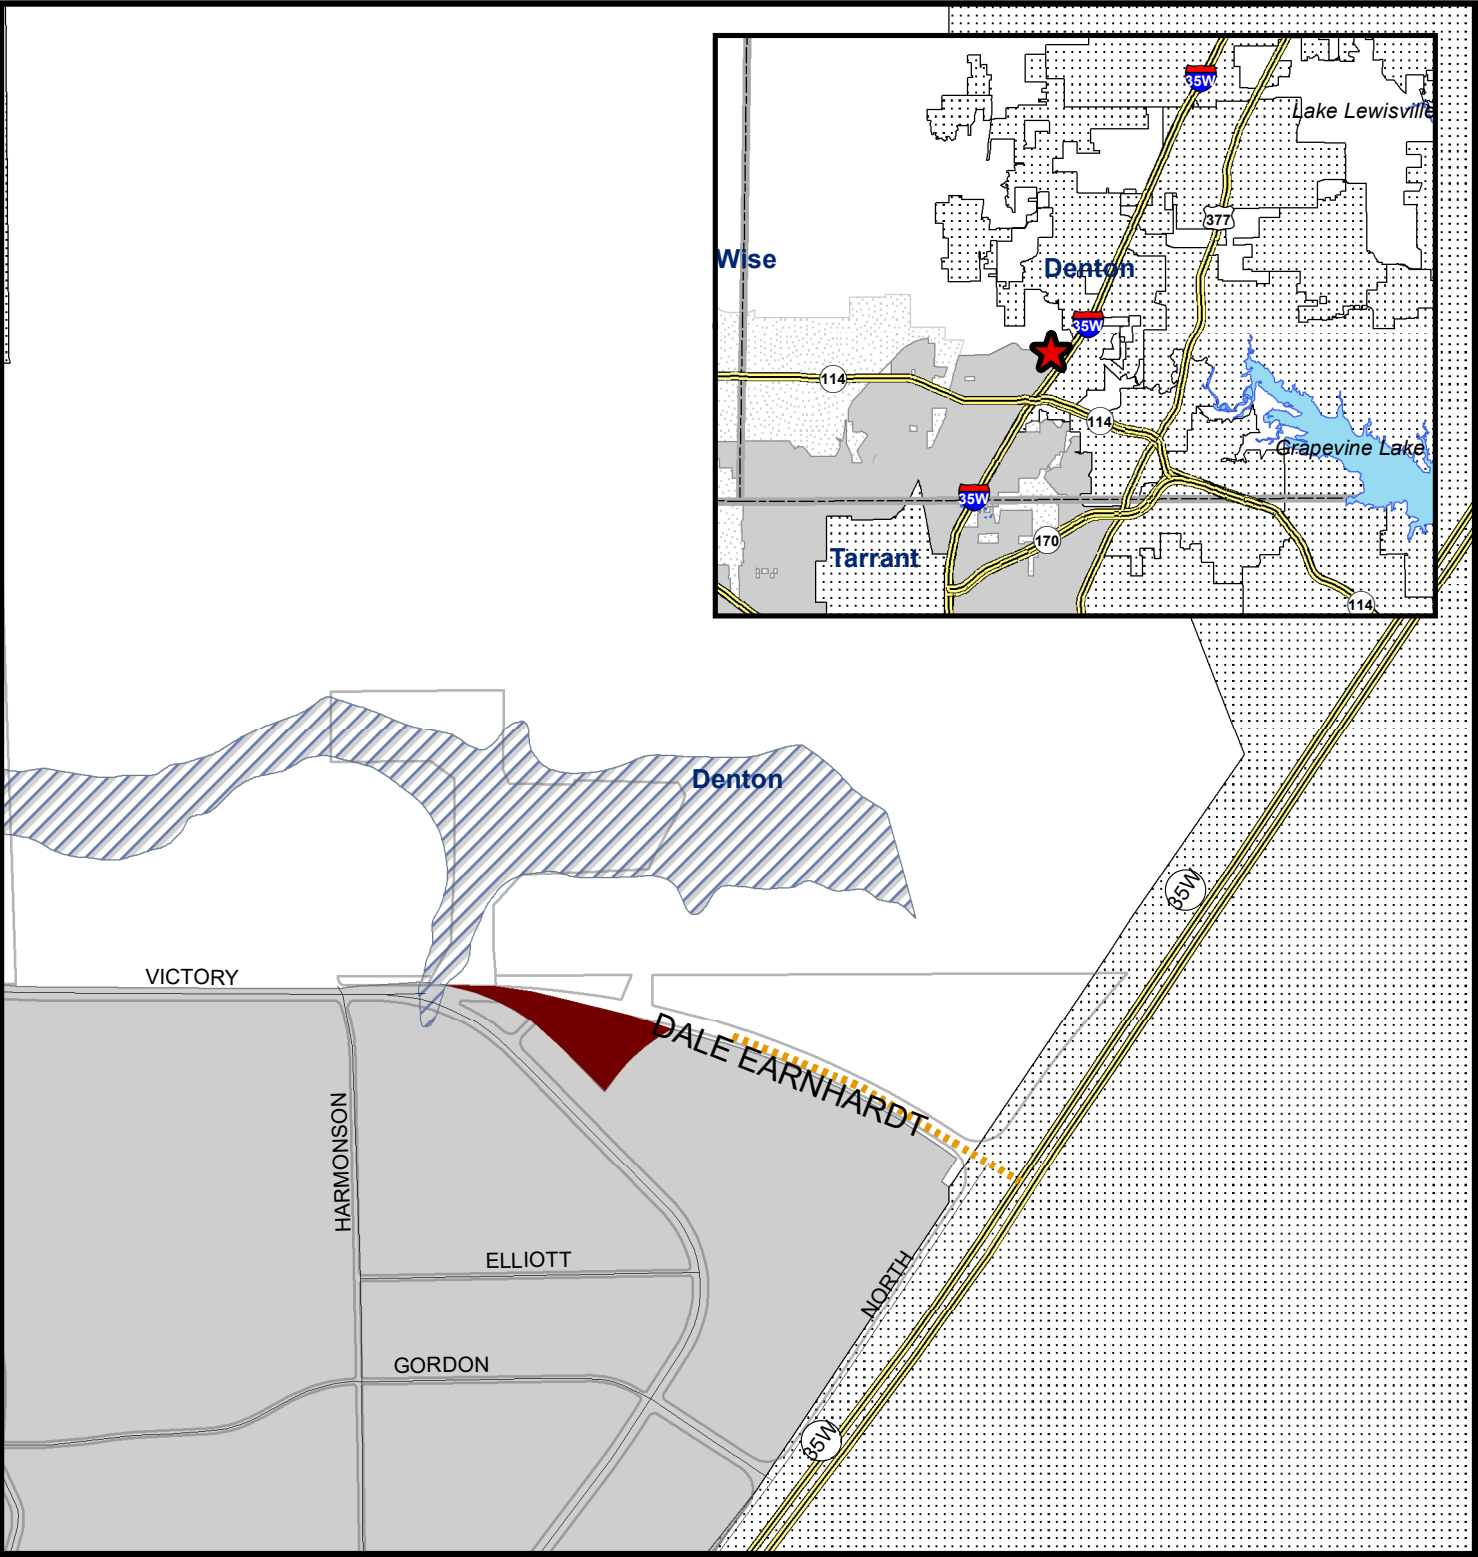 35W
Lake Lewisville
377
Wise
Denton
35W
114
114
Grapevine Lake
35W
170
Tarrant
114
Denton
35W
VICTORY
DALE EARNHARDT
HARMONSON
ELLIOTT
NORTH
GORDON
35W